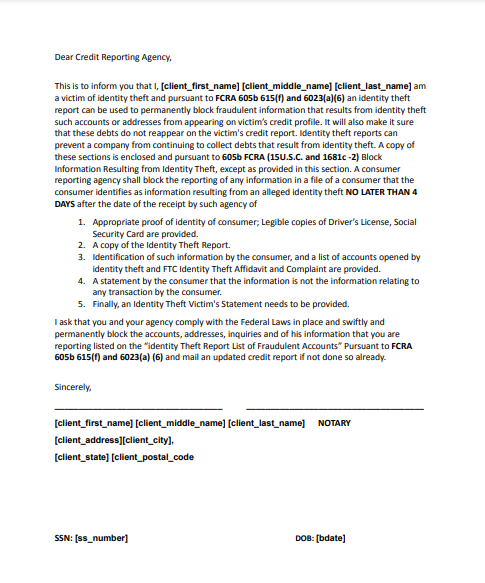 Dear Credit Reporting Agency,
This is to inform you that I, [client_first_name] [client_middle_name] [client_last_name] am
a victim of identity theft and pursuant to FCRA 605b 615(f) and 6023(a)(6) an identity theft
report can be used to permanently block fraudulent information that results from identity theft
such accounts or addresses from appearing on victim's credit profile. It will also make it sure
that these debts do not reappear on the victim's credit report. Identity theft reports can
prevent a company from continuing to collect debts that result from identity theft. A copy of
these sections is enclosed and pursuant to 605b FCRA (15U.S.C. and 1681c -2) Block
Information Resulting from Identity Theft, except as provided in this section. A consumer
reporting agency shall block the reporting of any information in a file of a consumer that the
consumer identifies as information resulting from an alleged identity theft NO LATER THAN 4
DAYS after the date of the receipt by such agency of
1. Appropriate proof of identity of consumer; Legible copies of Driver's License, Social
Security Card are provided.
2. A copy of the Identity Theft Report.
3. Identification of such information by the consumer, and a list of accounts opened by
identity theft and FTC Identity Theft Affidavit and Complaint are provided.
4. A statement by the consumer that the information is not the information relating to
any transaction by the consumer.
5. Finally, an Identity Theft Victim's Statement needs to be provided.
I ask that you and your agency comply with the Federal Laws in place and swiftly and
permanently block the accounts, addresses, inquiries and of his information that you are
reporting listed on the "Identity Theft Report List of Fraudulent Accounts" Pursuant to FCRA
605b 615(f) and 6023(a) (6) and mail an updated credit report if not done so already.
Sincerely,
[client_first_name] [client_middle_name] [client_last_name] NOTARY
[client_address][client_city],
[client_state] [client_postal_code
SSN: [ss_number] DOB: [bdate]